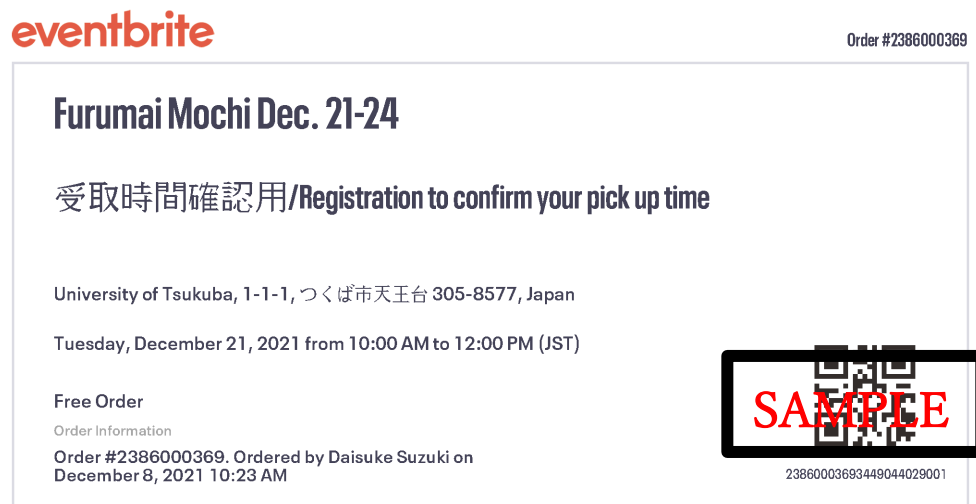 eventbrite
Order #2386000369
Furumai Mochi Dec. 21-24
受取時間確認用/Registration to confirm your pick up time
University of Tsukuba, 1-1-1, つくば市天王台 305-8577, Japan
Tuesday, December 21, 2021 from 10:00 AM to 12:00 PM (JST)
Free Order
Order Information
Order #2386000369. Ordered by Daisuke Suzuki on
December 8, 2021 10:23 AM
SAMPLE
23860003693449044029001